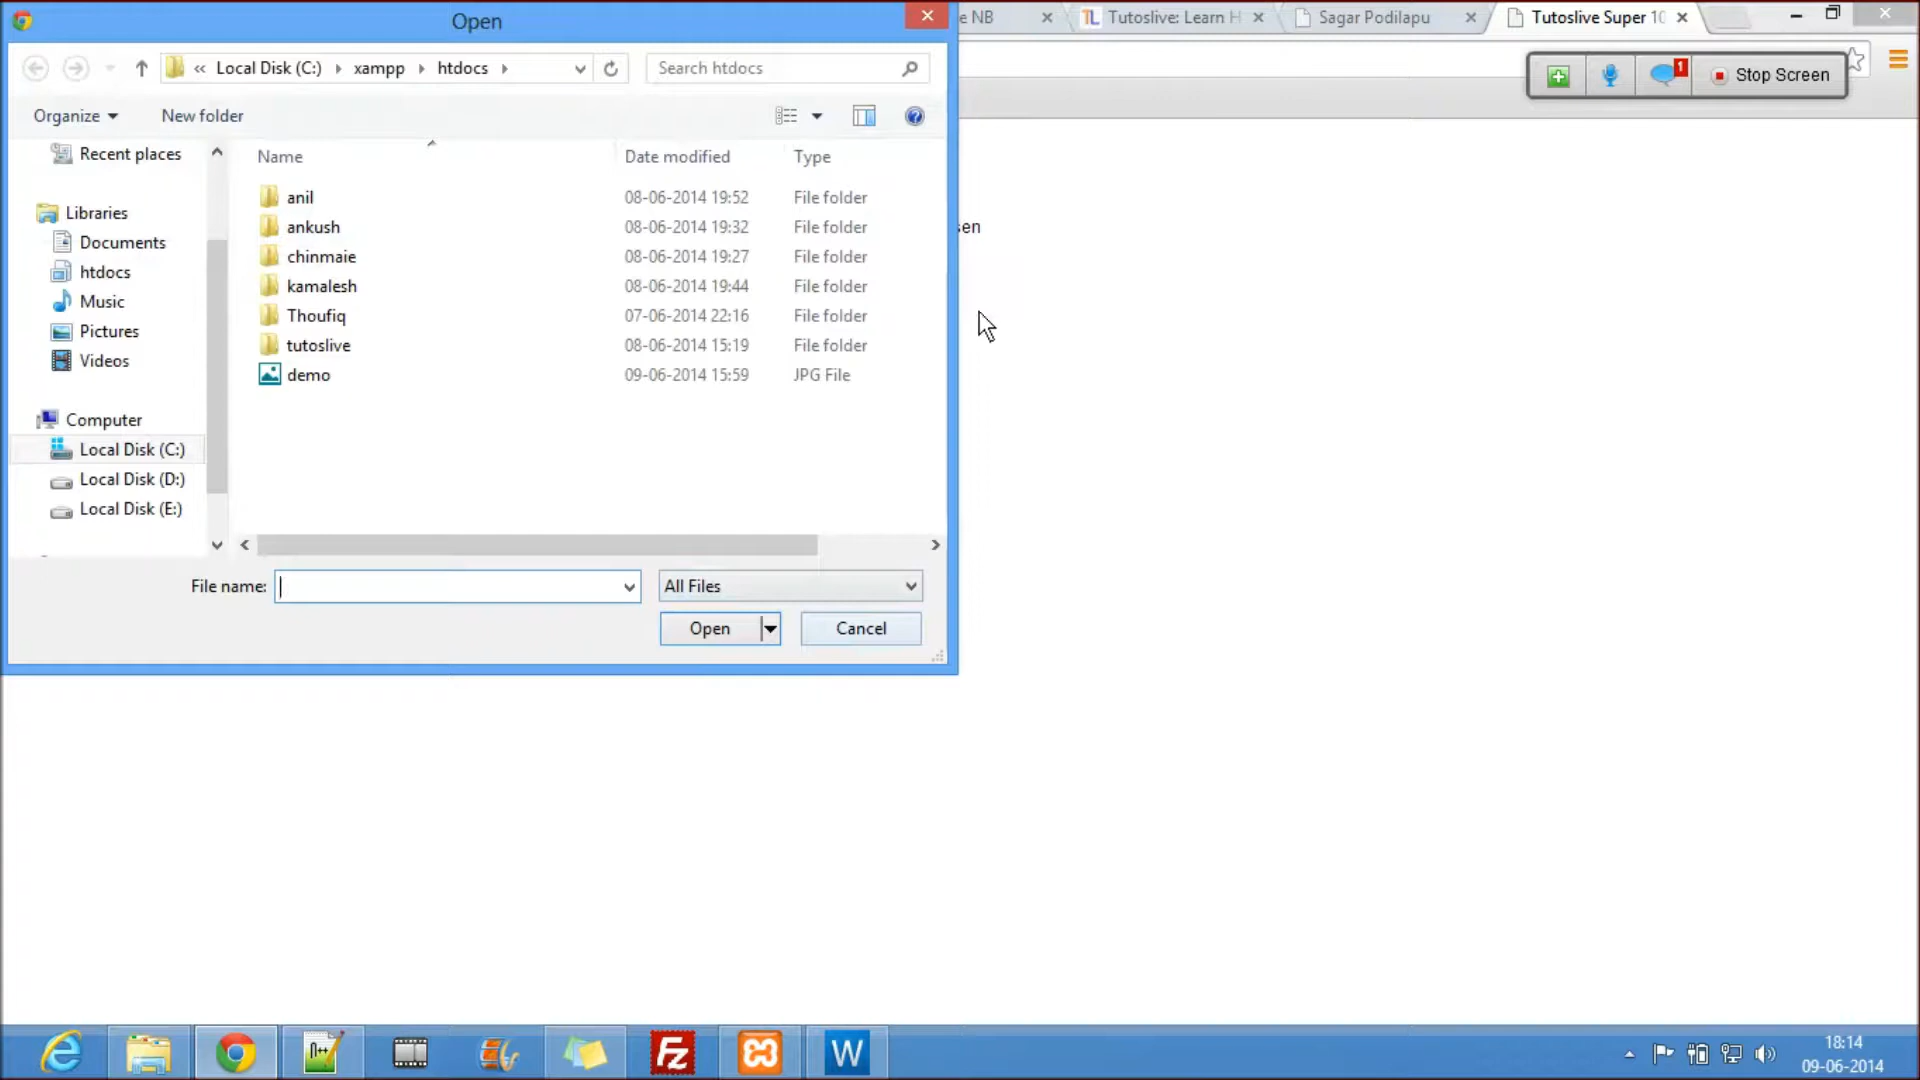 Open
e NB
Tutoslive: Learn H
Sagar Podilapu
Tutoslive Super 10
« Local Disk (C:) xampp htdocs
Search htdocs
1
Stop Screen
Organize
New folder
Recent places
Libraries
Documents
htdocs
Music
Pictures
Videos
Computer
Local Disk (C:)
Local Disk (D:)
Local Disk (E:)
Name Date modified Type
anil 08-06-2014 19:52 File folder
ankush 08-06-2014 19:32 File folder
chinmaie 08-06-2014 19:27 File folder
kamalesh 08-06-2014 19:44 File folder
Thoufiq 07-06-2014 22:16 File folder
tutoslive 08-06-2014 15:19 File folder
demo 09-06-2014 15:59 JPG File
sen
File name:
All Files
Open
Cancel
18:14
09-06-2014